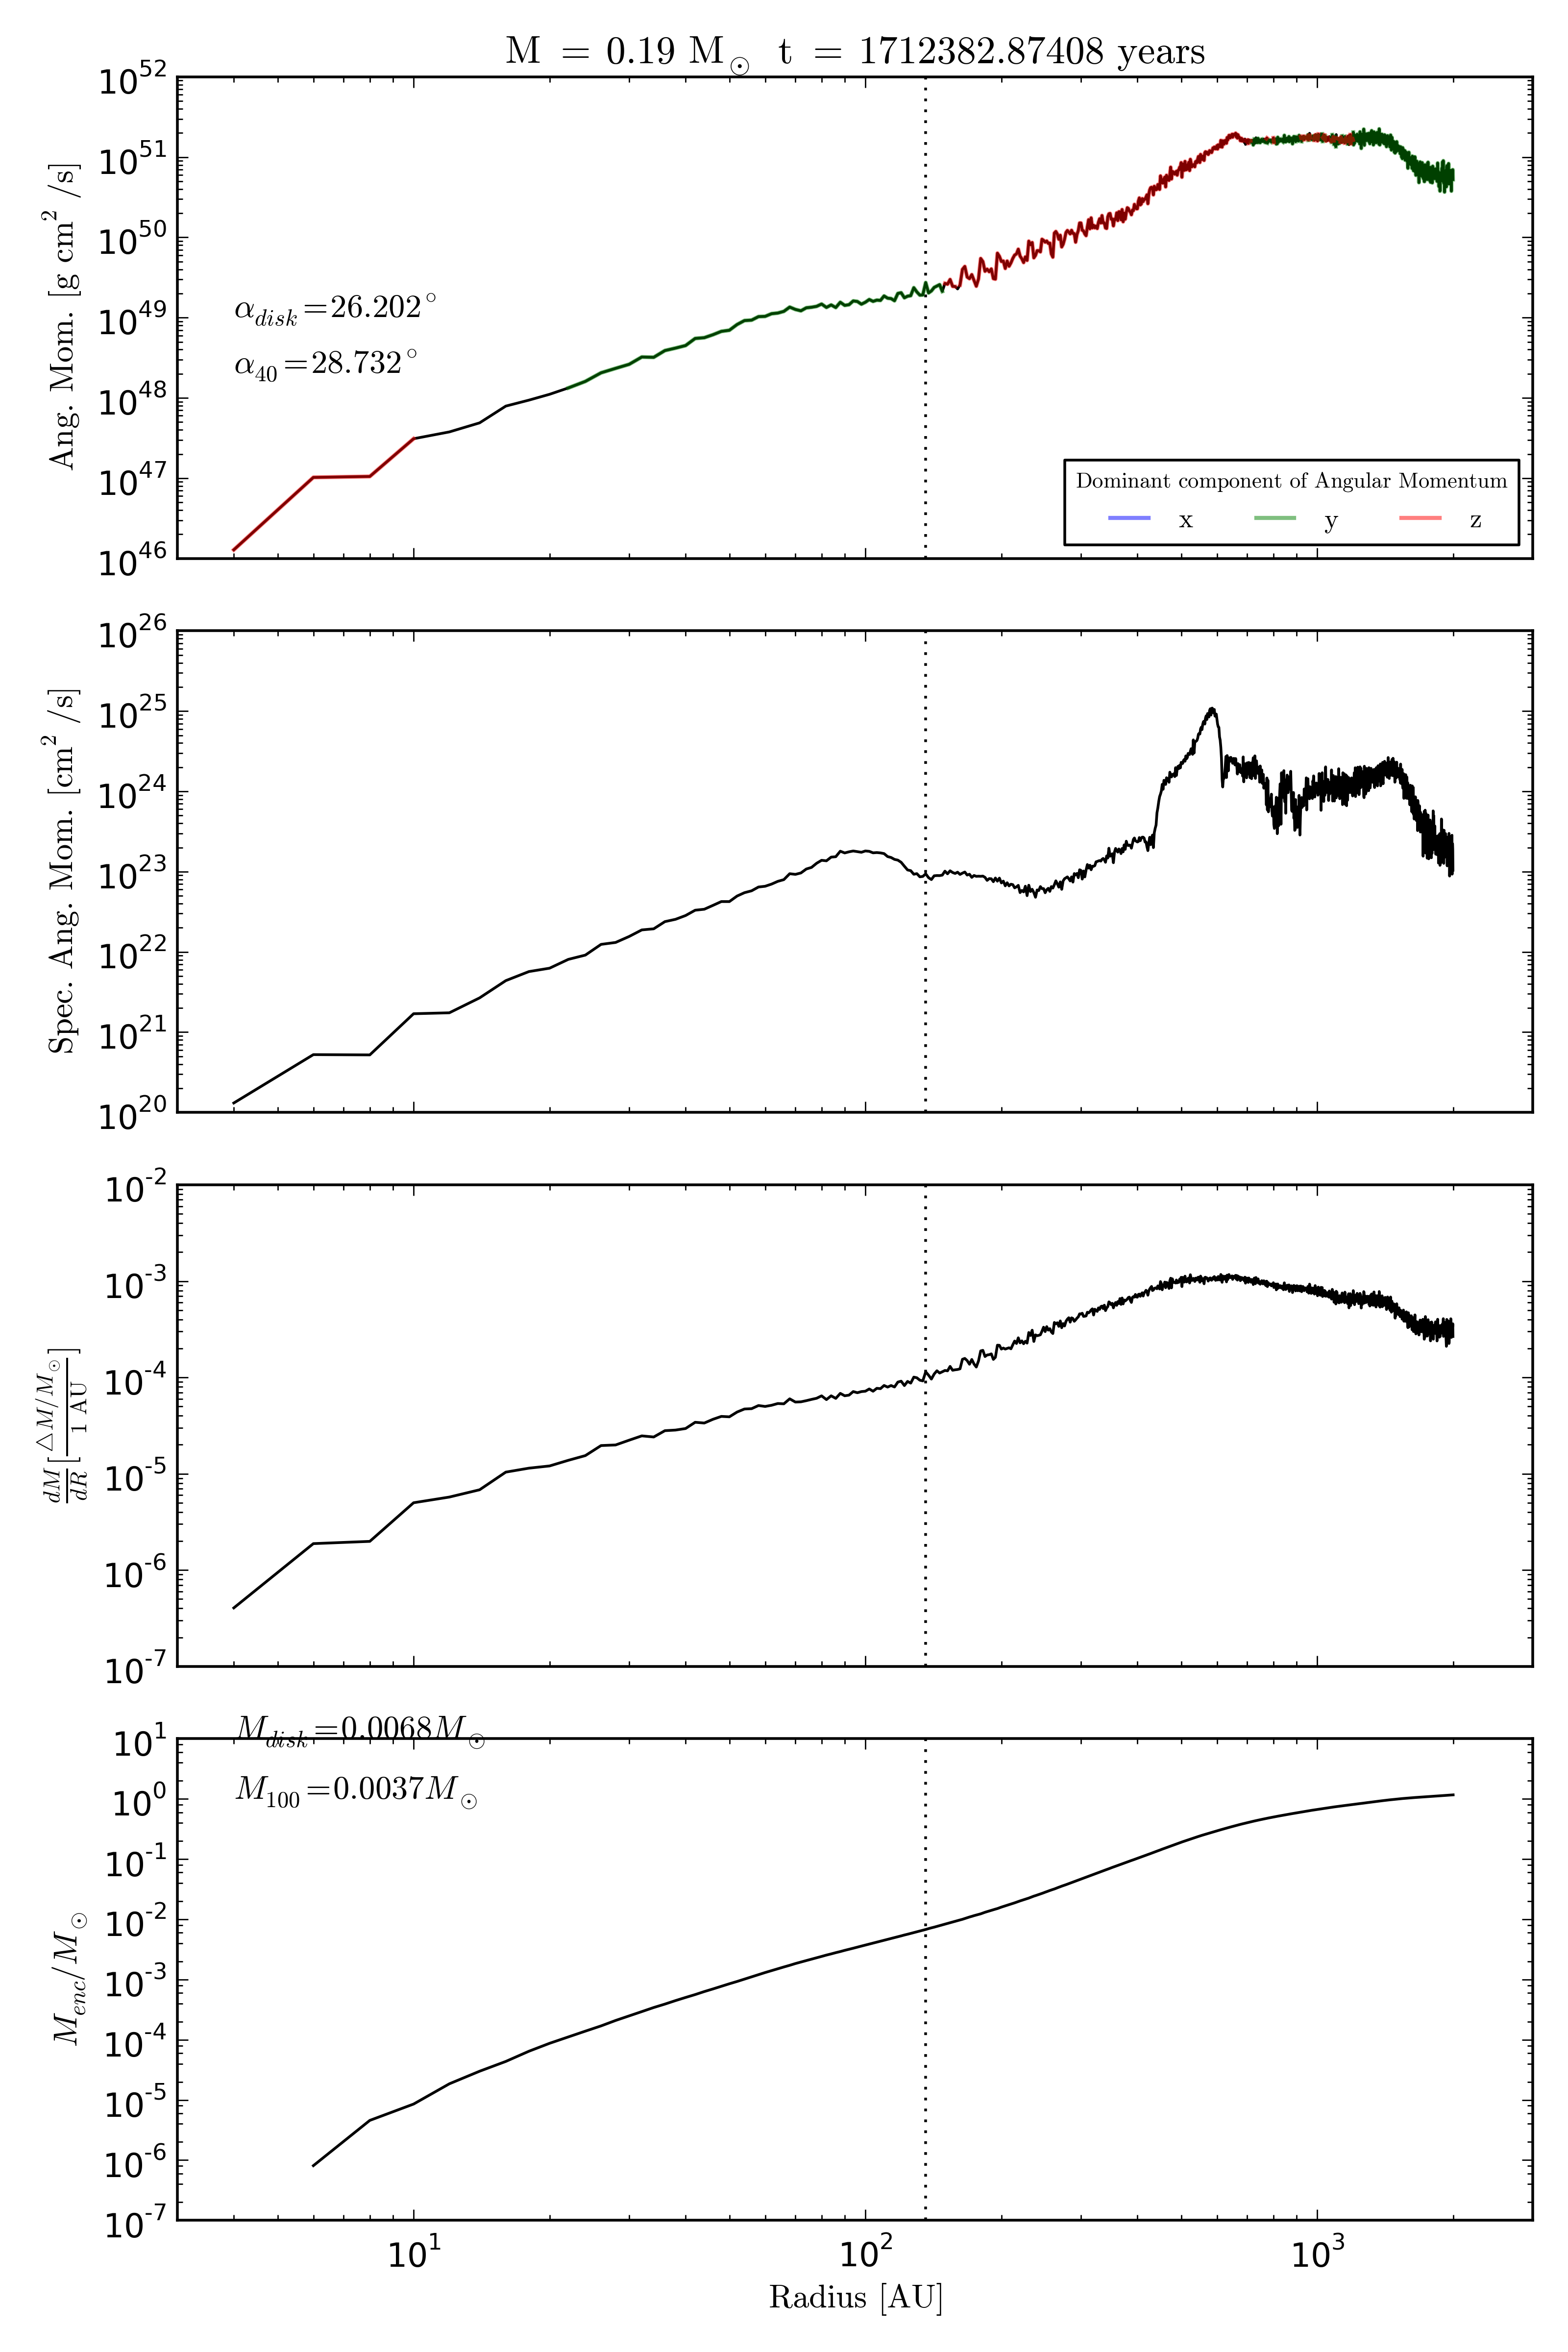 M = 0.19 M⊙ t = 1712382.87408 years
10^52
10^51
10^50
10^49
10^48
10^47
10^46
Ang. Mom. [g cm^2 /s]
α_disk = 26.202°
α_40 = 28.732°
Dominant component of Angular Momentum
x y z
10^26
10^25
10^24
10^23
10^22
10^21
10^20
Spec. Ang. Mom. [cm^2 /s]
10^-2
10^-3
10^-4
10^-5
10^-6
10^-7
dM/dR [△M/M⊙ / 1 AU]
M_disk = 0.0068M⊙
M_100 = 0.0037M⊙
10^1
10^0
10^-1
10^-2
10^-3
10^-4
10^-5
10^-6
10^-7
M_enc/M⊙
10^1 10^2 10^3
Radius [AU]